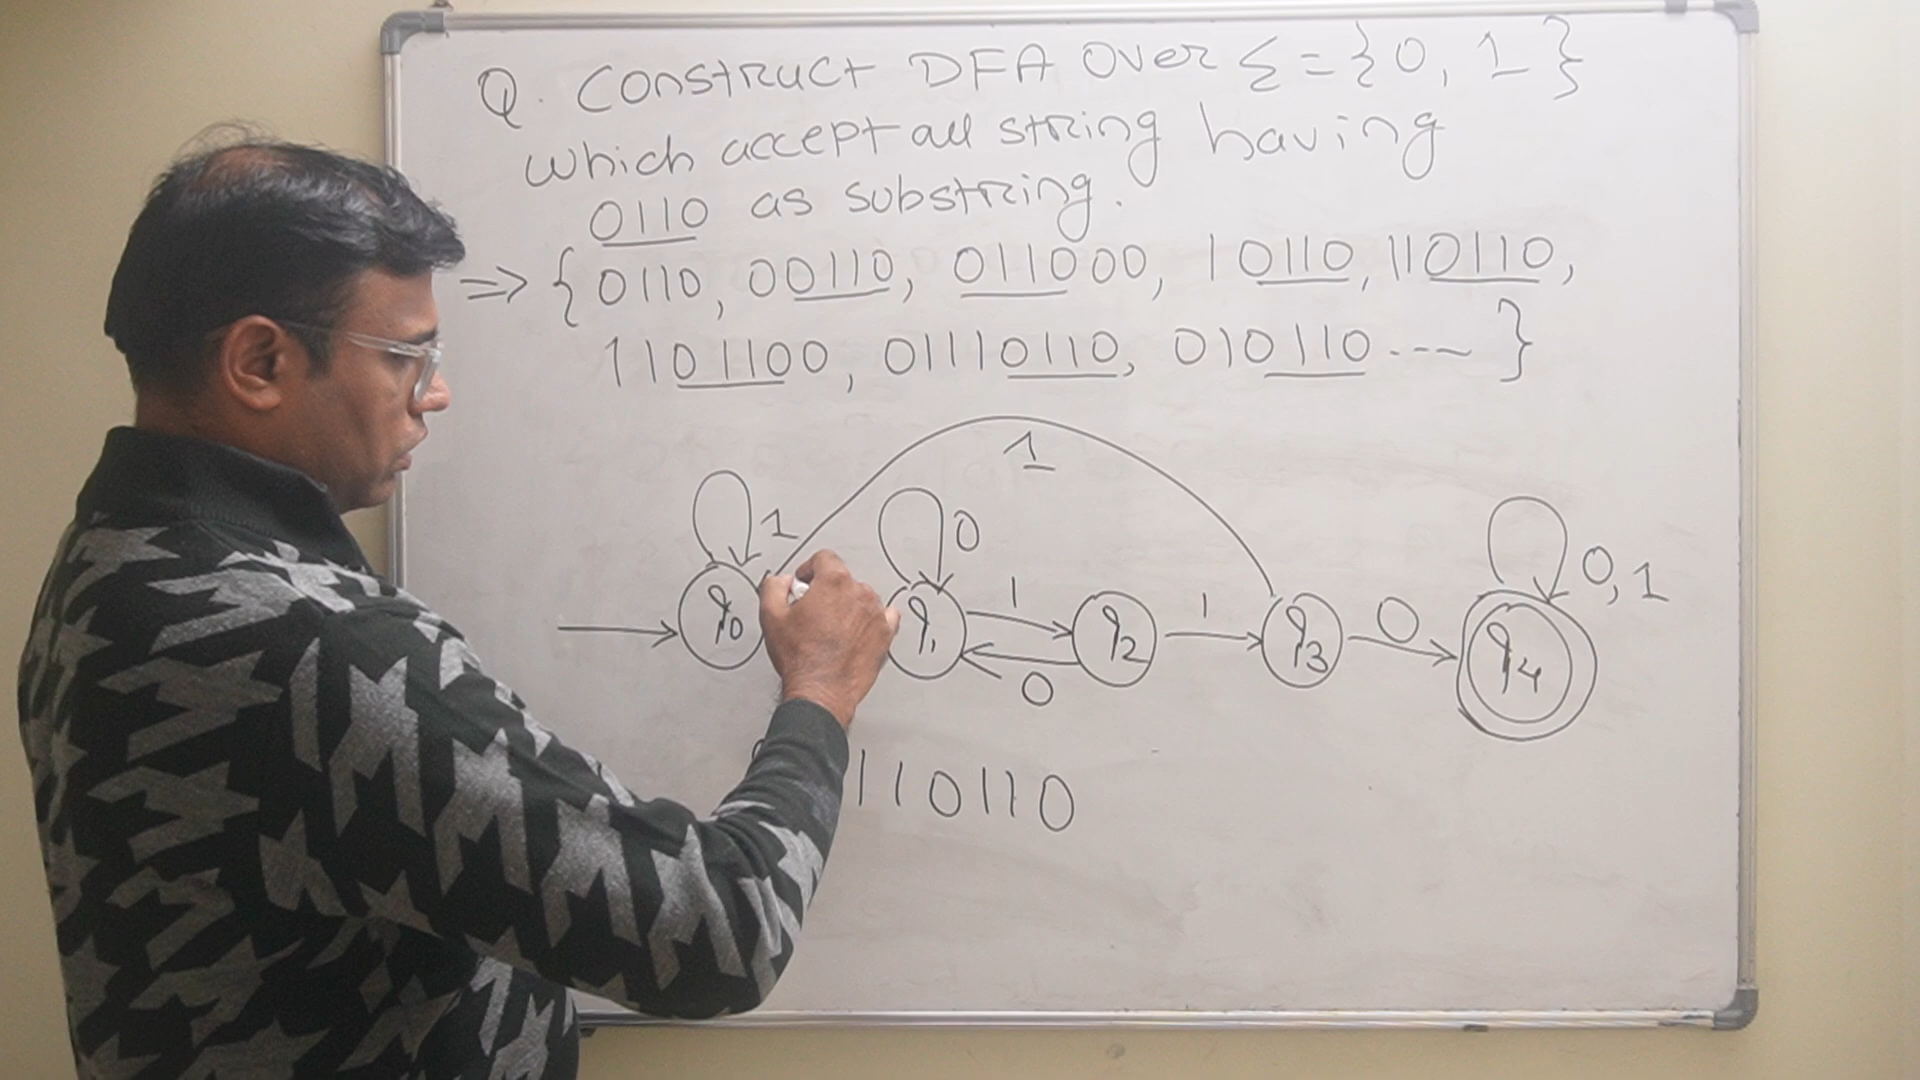 Q. Construct DFA over Σ = {0, 1}
which accept all string having
0110 as substring.
⇒ {0110, 00110, 011000, 10110, 110110,
1101100, 01110110, 010110 ---- }
1
1
0
0, 1
q0
q1
1
q2
1
q3
0
q4
0
110110